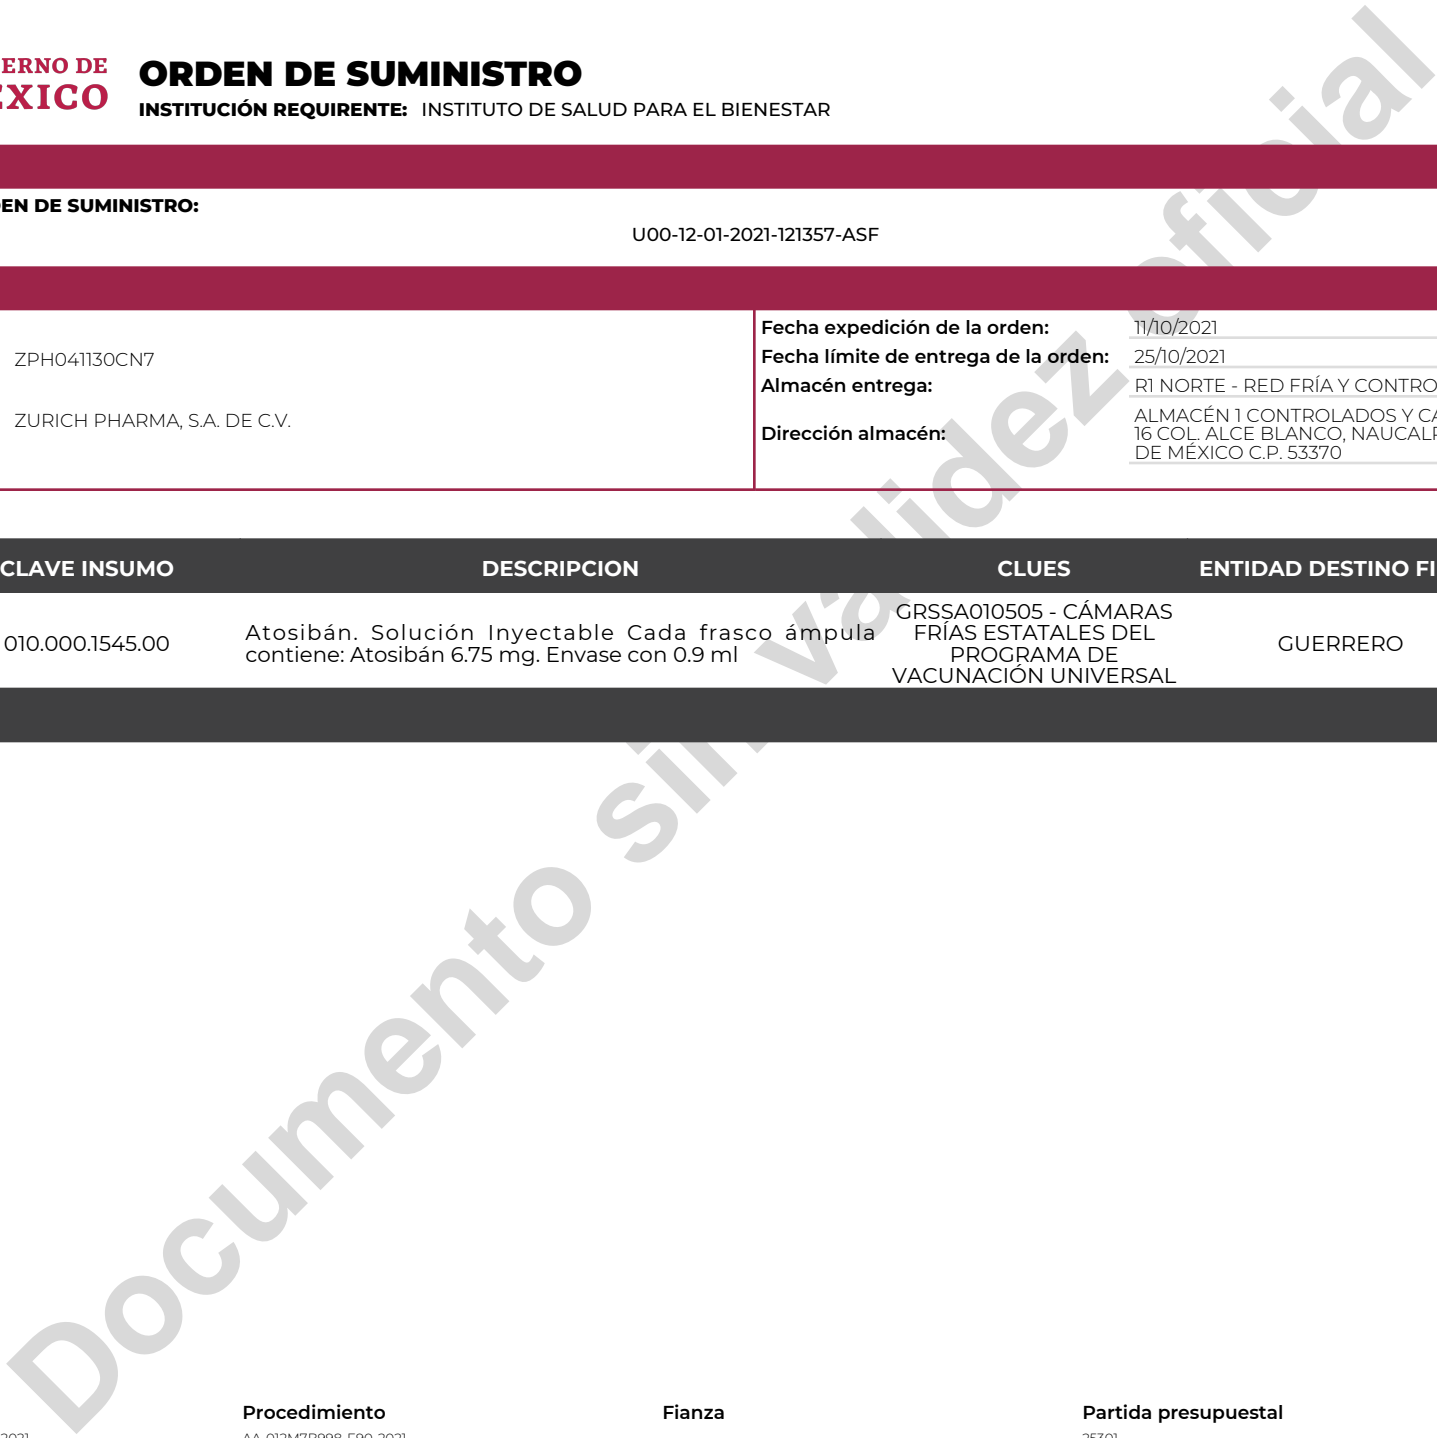 ERNO DE
ÉXICO
ORDEN DE SUMINISTRO
INSTITUCIÓN REQUIRENTE: INSTITUTO DE SALUD PARA EL BIENESTAR
EN DE SUMINISTRO:
U00-12-01-2021-121357-ASF
ZPH041130CN7
ZURICH PHARMA, S.A. DE C.V.
Fecha expedición de la orden: 11/10/2021
Fecha límite de entrega de la orden: 25/10/2021
Almacén entrega: R1 NORTE - RED FRÍA Y CONTRO
Dirección almacén: ALMACÉN 1 CONTROLADOS Y CA
16 COL. ALCE BLANCO, NAUCALP
DE MÉXICO C.P. 53370
CLAVE INSUMO DESCRIPCION CLUES ENTIDAD DESTINO FI
010.000.1545.00
Atosibán. Solución Inyectable Cada frasco ámpula
contiene: Atosibán 6.75 mg. Envase con 0.9 ml
GRSSA010505 - CÁMARAS
FRÍAS ESTATALES DEL
PROGRAMA DE
VACUNACIÓN UNIVERSAL
GUERRERO
Documento sin validez oficial
Procedimiento Fianza Partida presupuestal